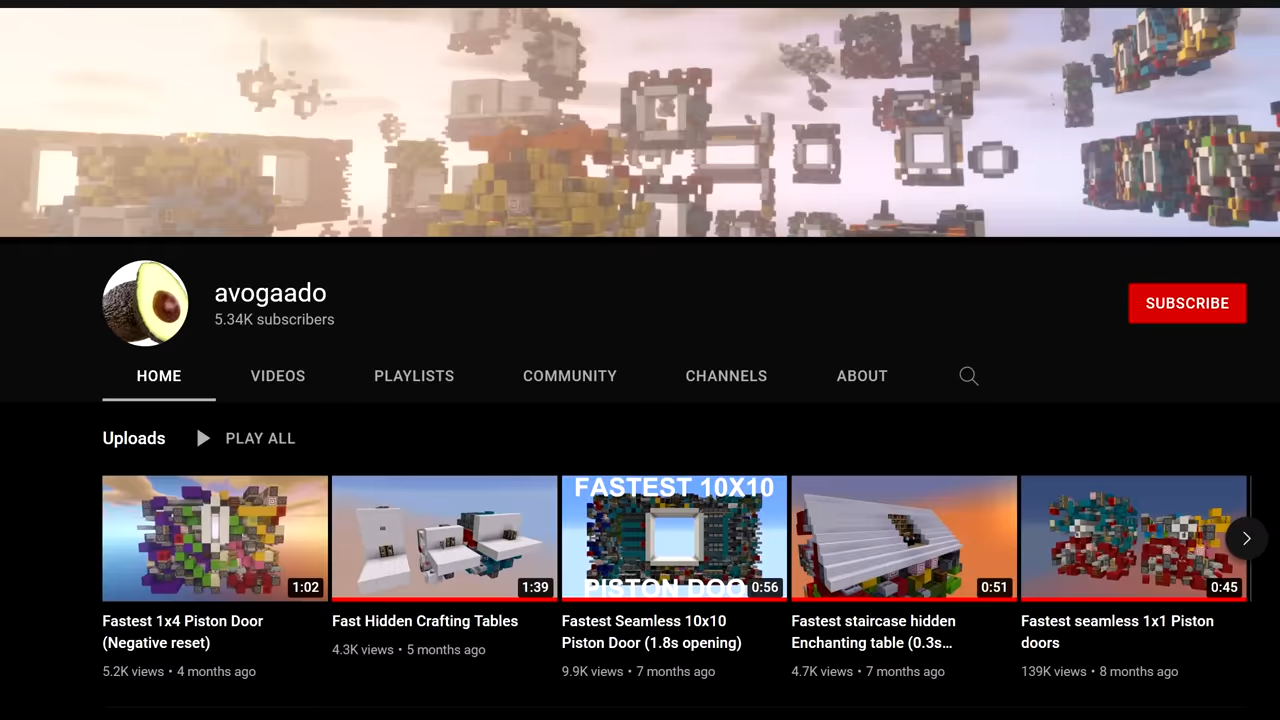 avogaado
5.34K subscribers
SUBSCRIBE
HOME VIDEOS PLAYLISTS COMMUNITY CHANNELS ABOUT
Uploads PLAY ALL
1:02
1:39
FASTEST 10X10
PISTON DOO
0:56
0:51
0:45
Fastest 1x4 Piston Door
(Negative reset)
5.2K views • 4 months ago
Fast Hidden Crafting Tables
4.3K views • 5 months ago
Fastest Seamless 10x10
Piston Door (1.8s opening)
9.9K views • 7 months ago
Fastest staircase hidden
Enchanting table (0.3s...
4.7K views • 7 months ago
Fastest seamless 1x1 Piston
doors
139K views • 8 months ago